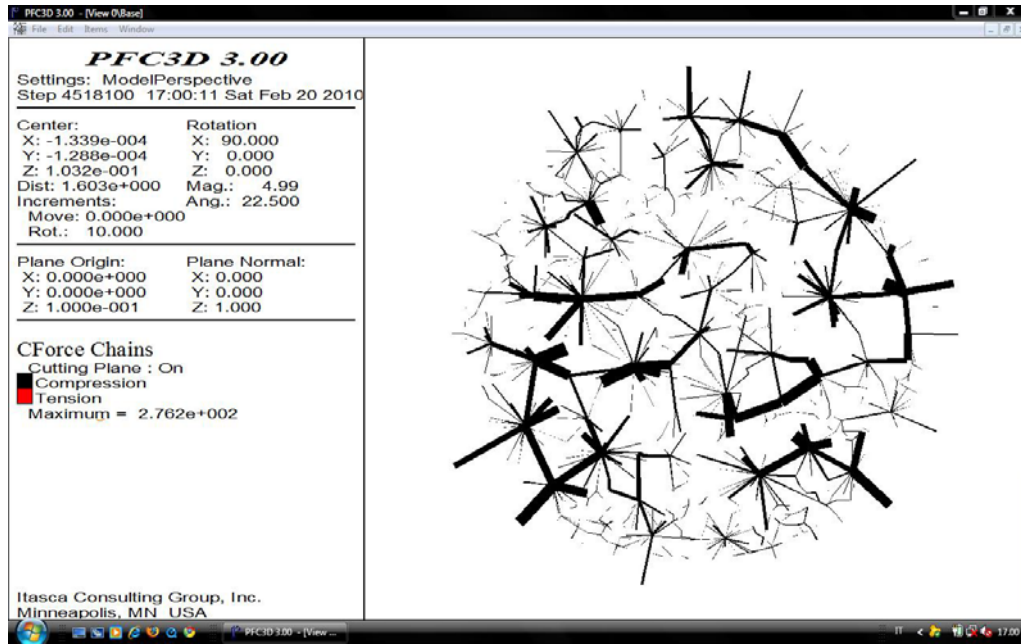 PFC3D 3.00 - [View 0\Base]
File Edit Items Window
PFC3D 3.00
Settings: ModelPerspective
Step 4518100 17:00:11 Sat Feb 20 2010
Center: Rotation
X: -1.339e-004 X: 90.000
Y: -1.288e-004 Y: 0.000
Z: 1.032e-001 Z: 0.000
Dist: 1.603e+000 Mag.: 4.99
Increments: Ang.: 22.500
Move: 0.000e+000
Rot.: 10.000
Plane Origin: Plane Normal:
X: 0.000e+000 X: 0.000
Y: 0.000e+000 Y: 0.000
Z: 1.000e-001 Z: 1.000
CForce Chains
Cutting Plane : On
Compression
Tension
Maximum = 2.762e+002
Itasca Consulting Group, Inc.
Minneapolis, MN USA
PFC3D 3.00 - [View ...
IT
17.00